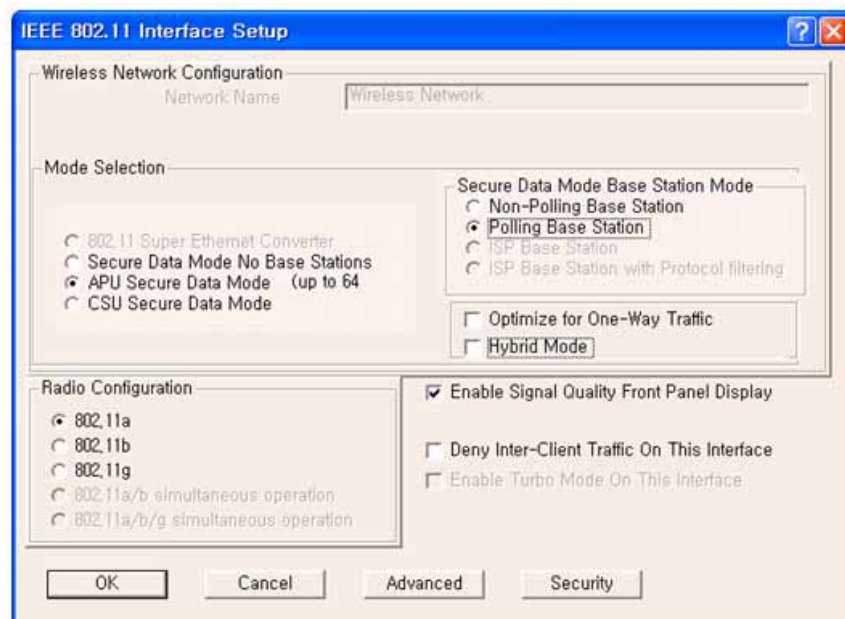 IEEE 802.11 Interface Setup
Wireless Network Configuration
Network Name
Wireless Network
Mode Selection
802.11 Super Ethernet Converter
Secure Data Mode No Base Stations
APU Secure Data Mode (up to 64
CSU Secure Data Mode
Secure Data Mode Base Station Mode
Non-Polling Base Station
Polling Base Station
ISP Base Station
ISP Base Station with Protocol filtering
Optimize for One-Way Traffic
Hybrid Mode
Radio Configuration
802.11a
802.11b
802.11g
802.11a/b simultaneous operation
802.11a/b/g simultaneous operation
Enable Signal Quality Front Panel Display
Deny Inter-Client Traffic On This Interface
Enable Turbo Mode On This Interface
OK
Cancel
Advanced
Security